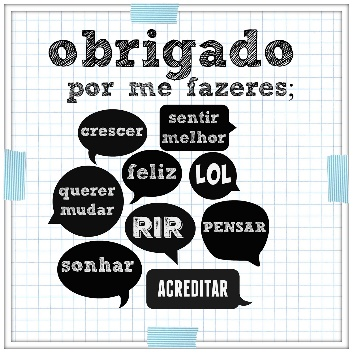 obrigado
por me fazeres;
crescer
sentir
melhor
feliz
LOL
querer
mudar
RIR
PENSAR
sonhar
ACREDITAR